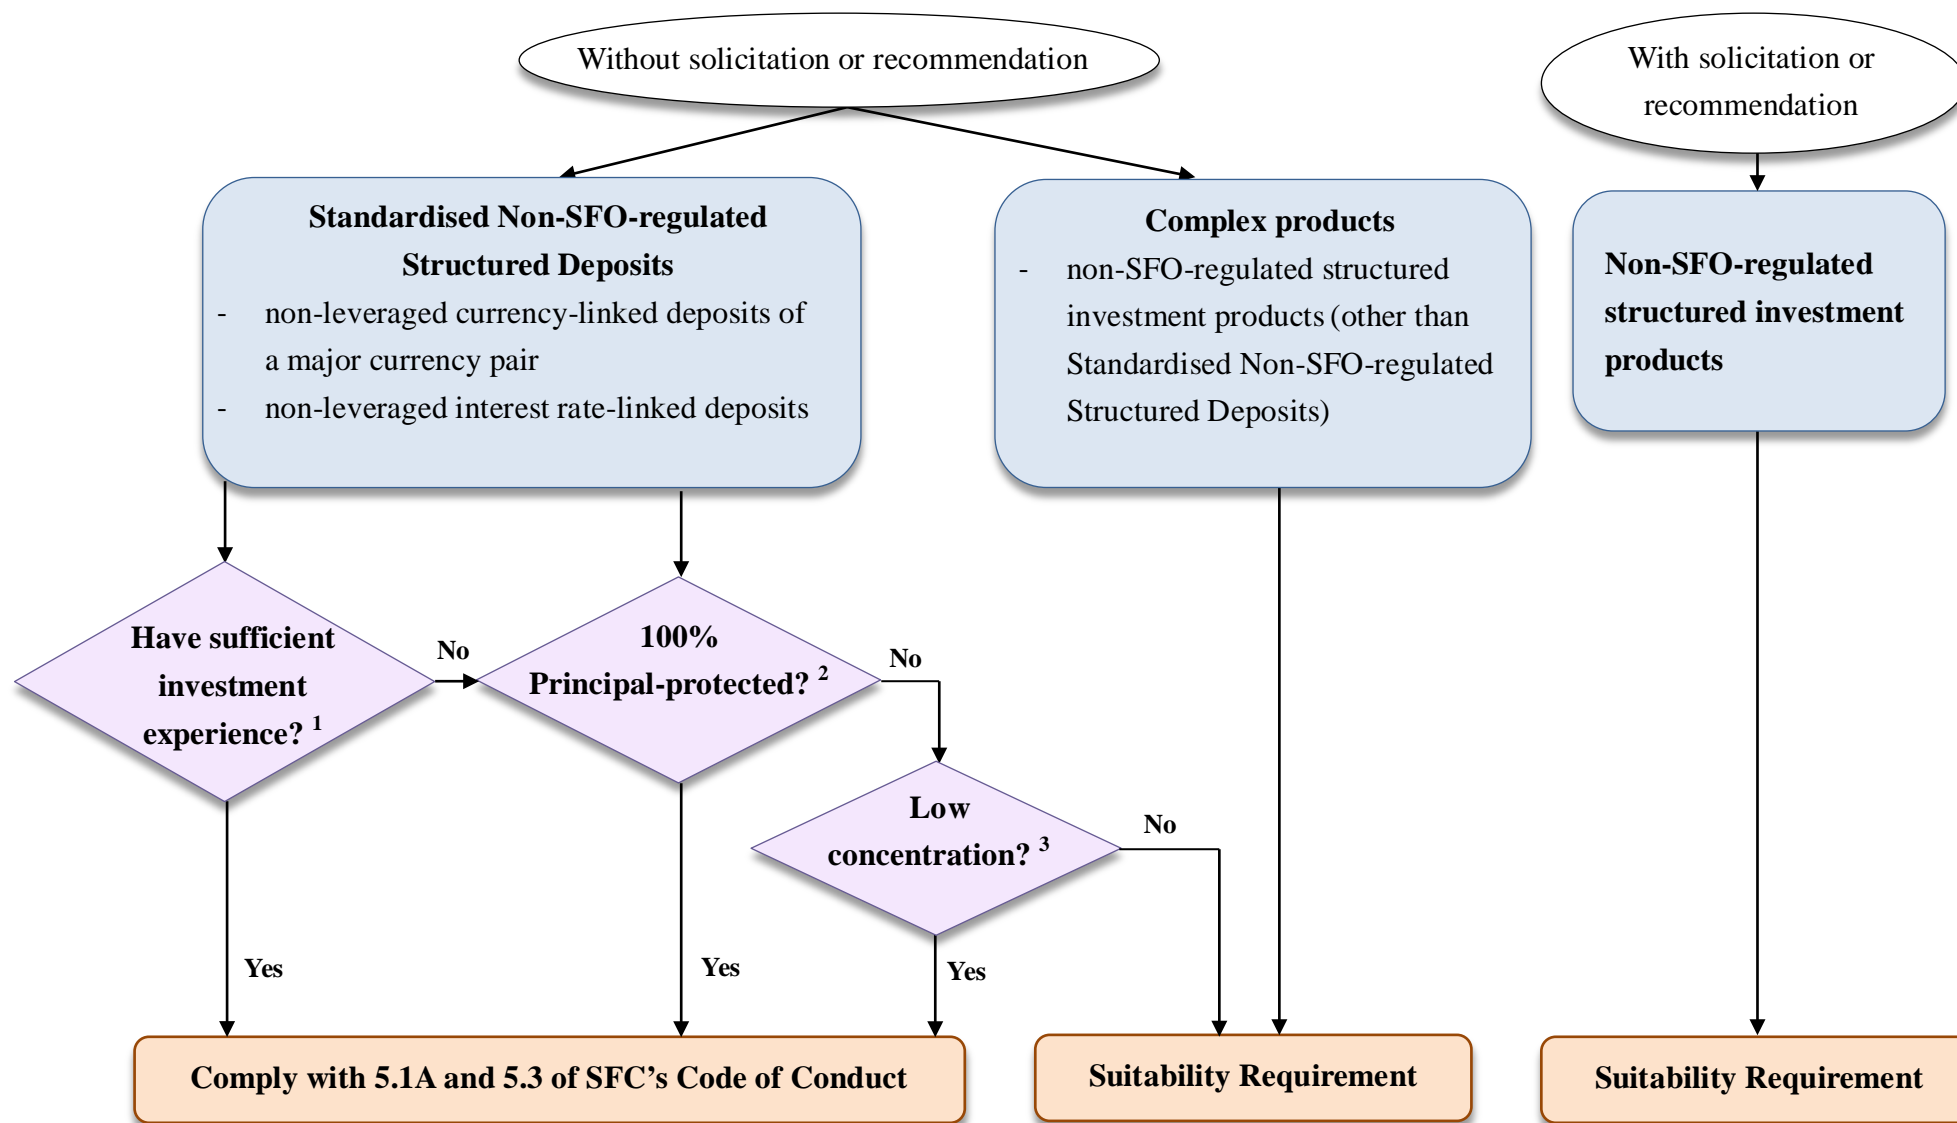 Without solicitation or recommendation
With solicitation or
recommendation
Standardised Non-SFO-regulated
Structured Deposits
- non-leveraged currency-linked deposits of
a major currency pair
- non-leveraged interest rate-linked deposits
Complex products
- non-SFO-regulated structured
investment products (other than
Standardised Non-SFO-regulated
Structured Deposits)
Non-SFO-regulated
structured investment
products
Have sufficient
investment
experience? 1
No
100%
Principal-protected? 2
No
Low
concentration? 3
No
Yes
Yes
Yes
Comply with 5.1A and 5.3 of SFC’s Code of Conduct
Suitability Requirement
Suitability Requirement